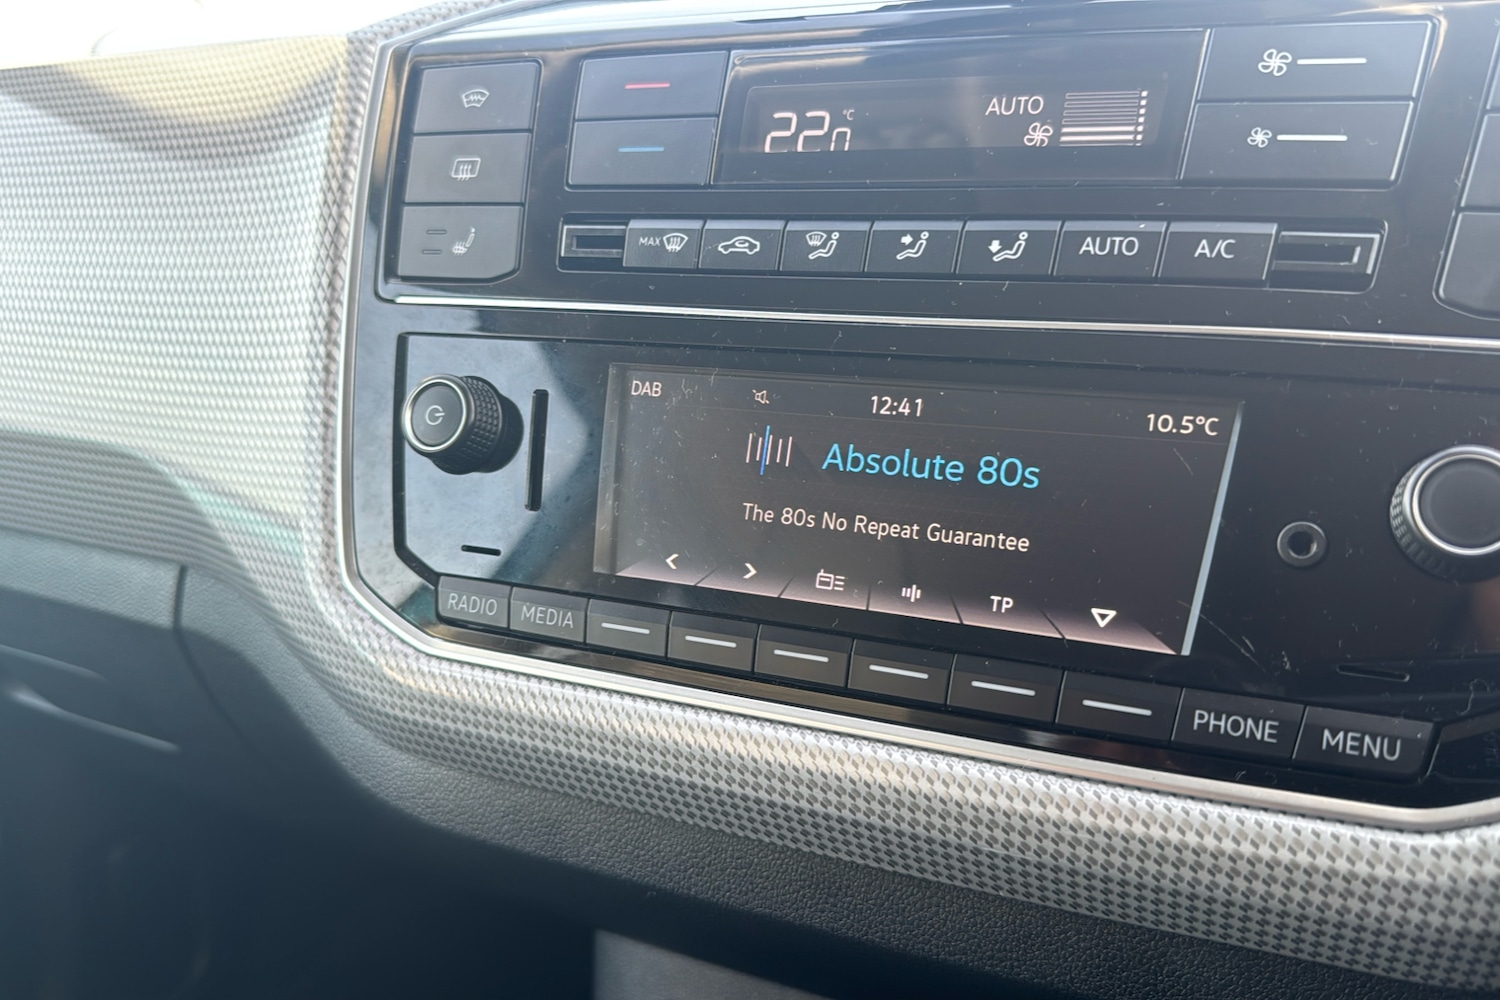 22.0 °C
AUTO
MAX
AUTO
A/C
DAB
12:41
10.5°C
Absolute 80s
The 80s No Repeat Guarantee
TP
RADIO
MEDIA
PHONE
MENU